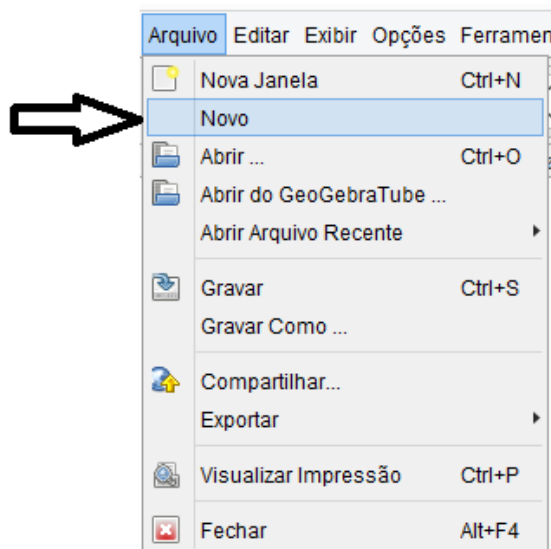 Arquivo Editar Exibir Opções Ferramen
Nova Janela Ctrl+N
Novo
Abrir ... Ctrl+O
Abrir do GeoGebraTube ...
Abrir Arquivo Recente
Gravar Ctrl+S
Gravar Como ...
Compartilhar...
Exportar
Visualizar Impressão Ctrl+P
Fechar Alt+F4